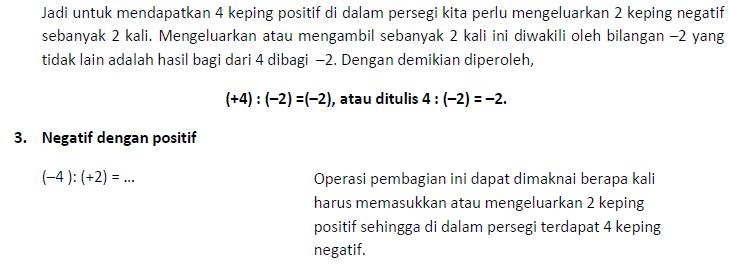 Jadi untuk mendapatkan 4 keping positif di dalam persegi kita perlu mengeluarkan 2 keping negatif
sebanyak 2 kali. Mengeluarkan atau mengambil sebanyak 2 kali ini diwakili oleh bilangan –2 yang
tidak lain adalah hasil bagi dari 4 dibagi –2. Dengan demikian diperoleh,
(+4) : (–2) =(–2), atau ditulis 4 : (–2) = –2.
3. Negatif dengan positif
(–4 ): (+2) = ...
Operasi pembagian ini dapat dimaknai berapa kali
harus memasukkan atau mengeluarkan 2 keping
positif sehingga di dalam persegi terdapat 4 keping
negatif.